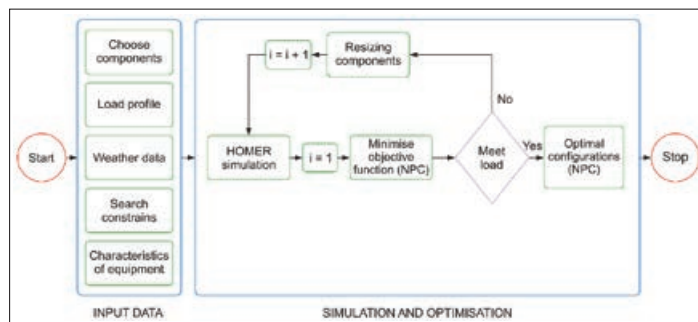 Start
Choose
components
Load profile
Weather data
Search
constrains
Characteristics
of equipment
INPUT DATA
i = i + 1
Resizing
components
No
HOMER
simulation
i = 1
Minimise
objective
function (NPC)
Meet
load
Yes
Optimal
configurations
(NPC)
Stop
SIMULATION AND OPTIMISATION